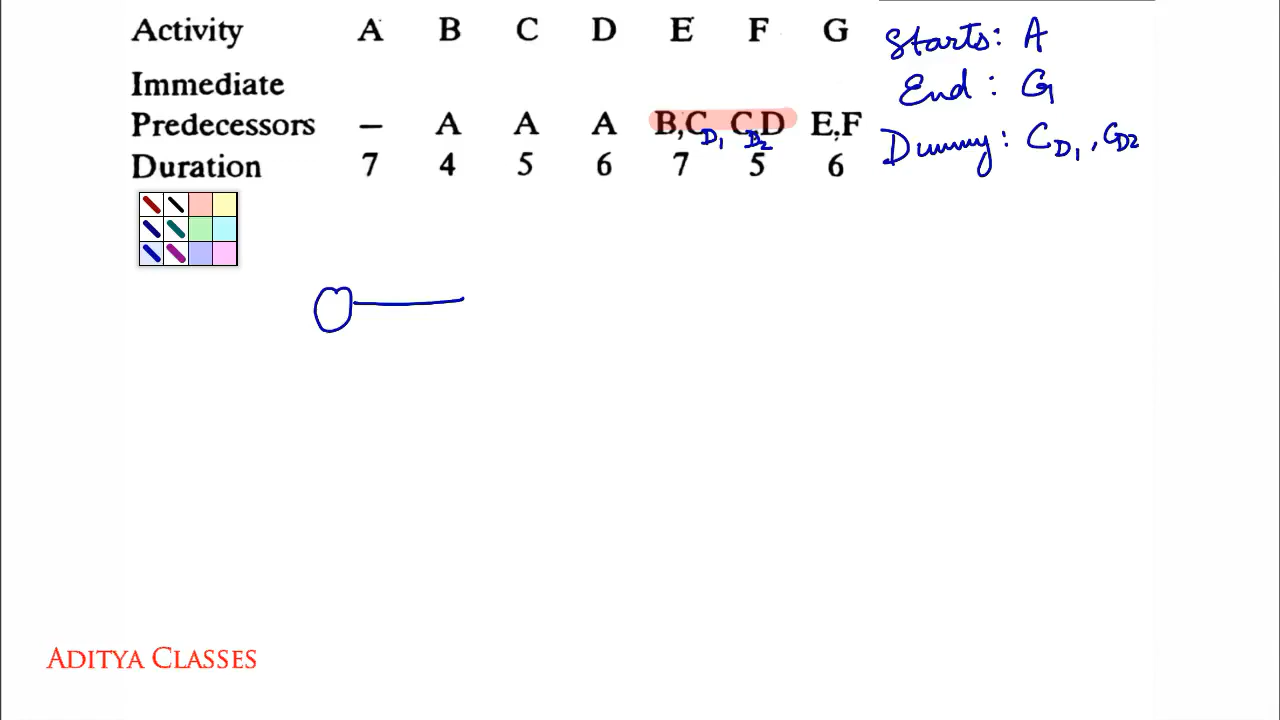 Activity A B C D E F G
Starts: A
Immediate
End: G
Predecessors – A A A B,C C,D E,F
D1 D2
Dummy: CD1, CD2
Duration 7 4 5 6 7 5 6
ADITYA CLASSES